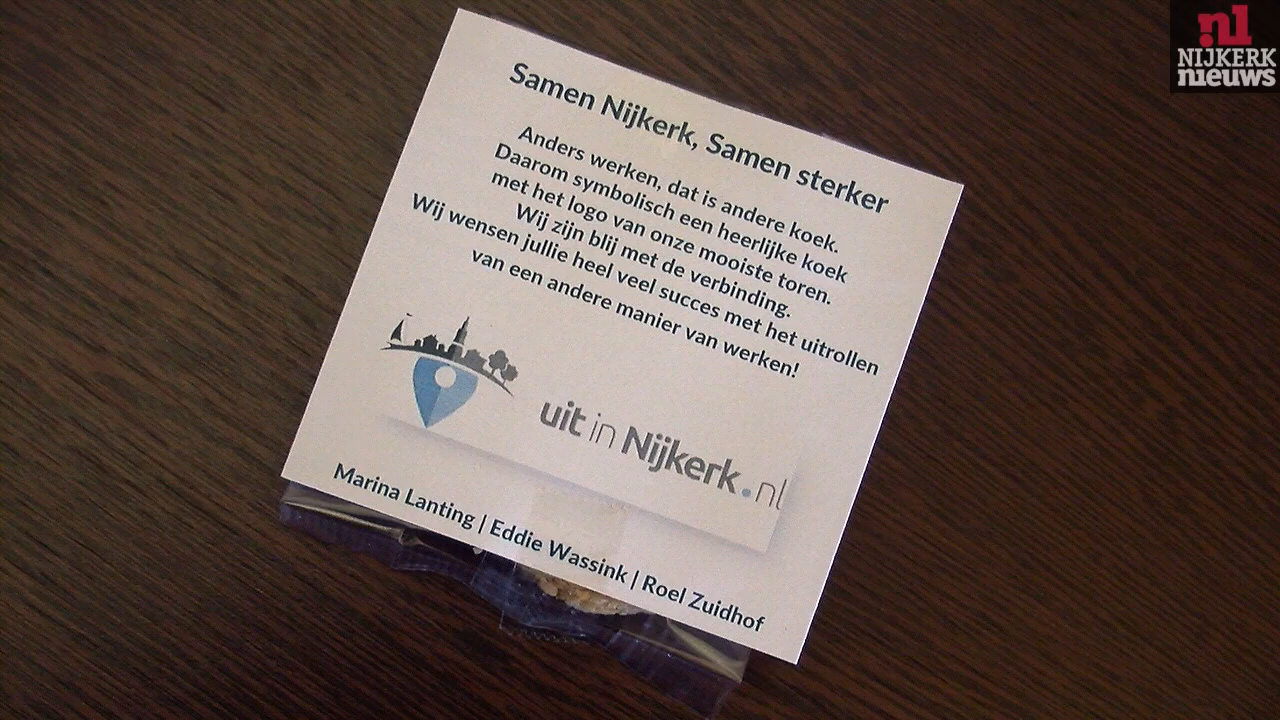 nl
NIJKERK
nieuws
Samen Nijkerk, Samen sterker
Anders werken, dat is andere koek.
Daarom symbolisch een heerlijke koek
met het logo van onze mooiste toren.
Wij zijn blij met de verbinding.
Wij wensen jullie heel veel succes met het uitrollen
van een andere manier van werken!
uit in Nijkerk.nl
Marina Lanting | Eddie Wassink | Roel Zuidhof